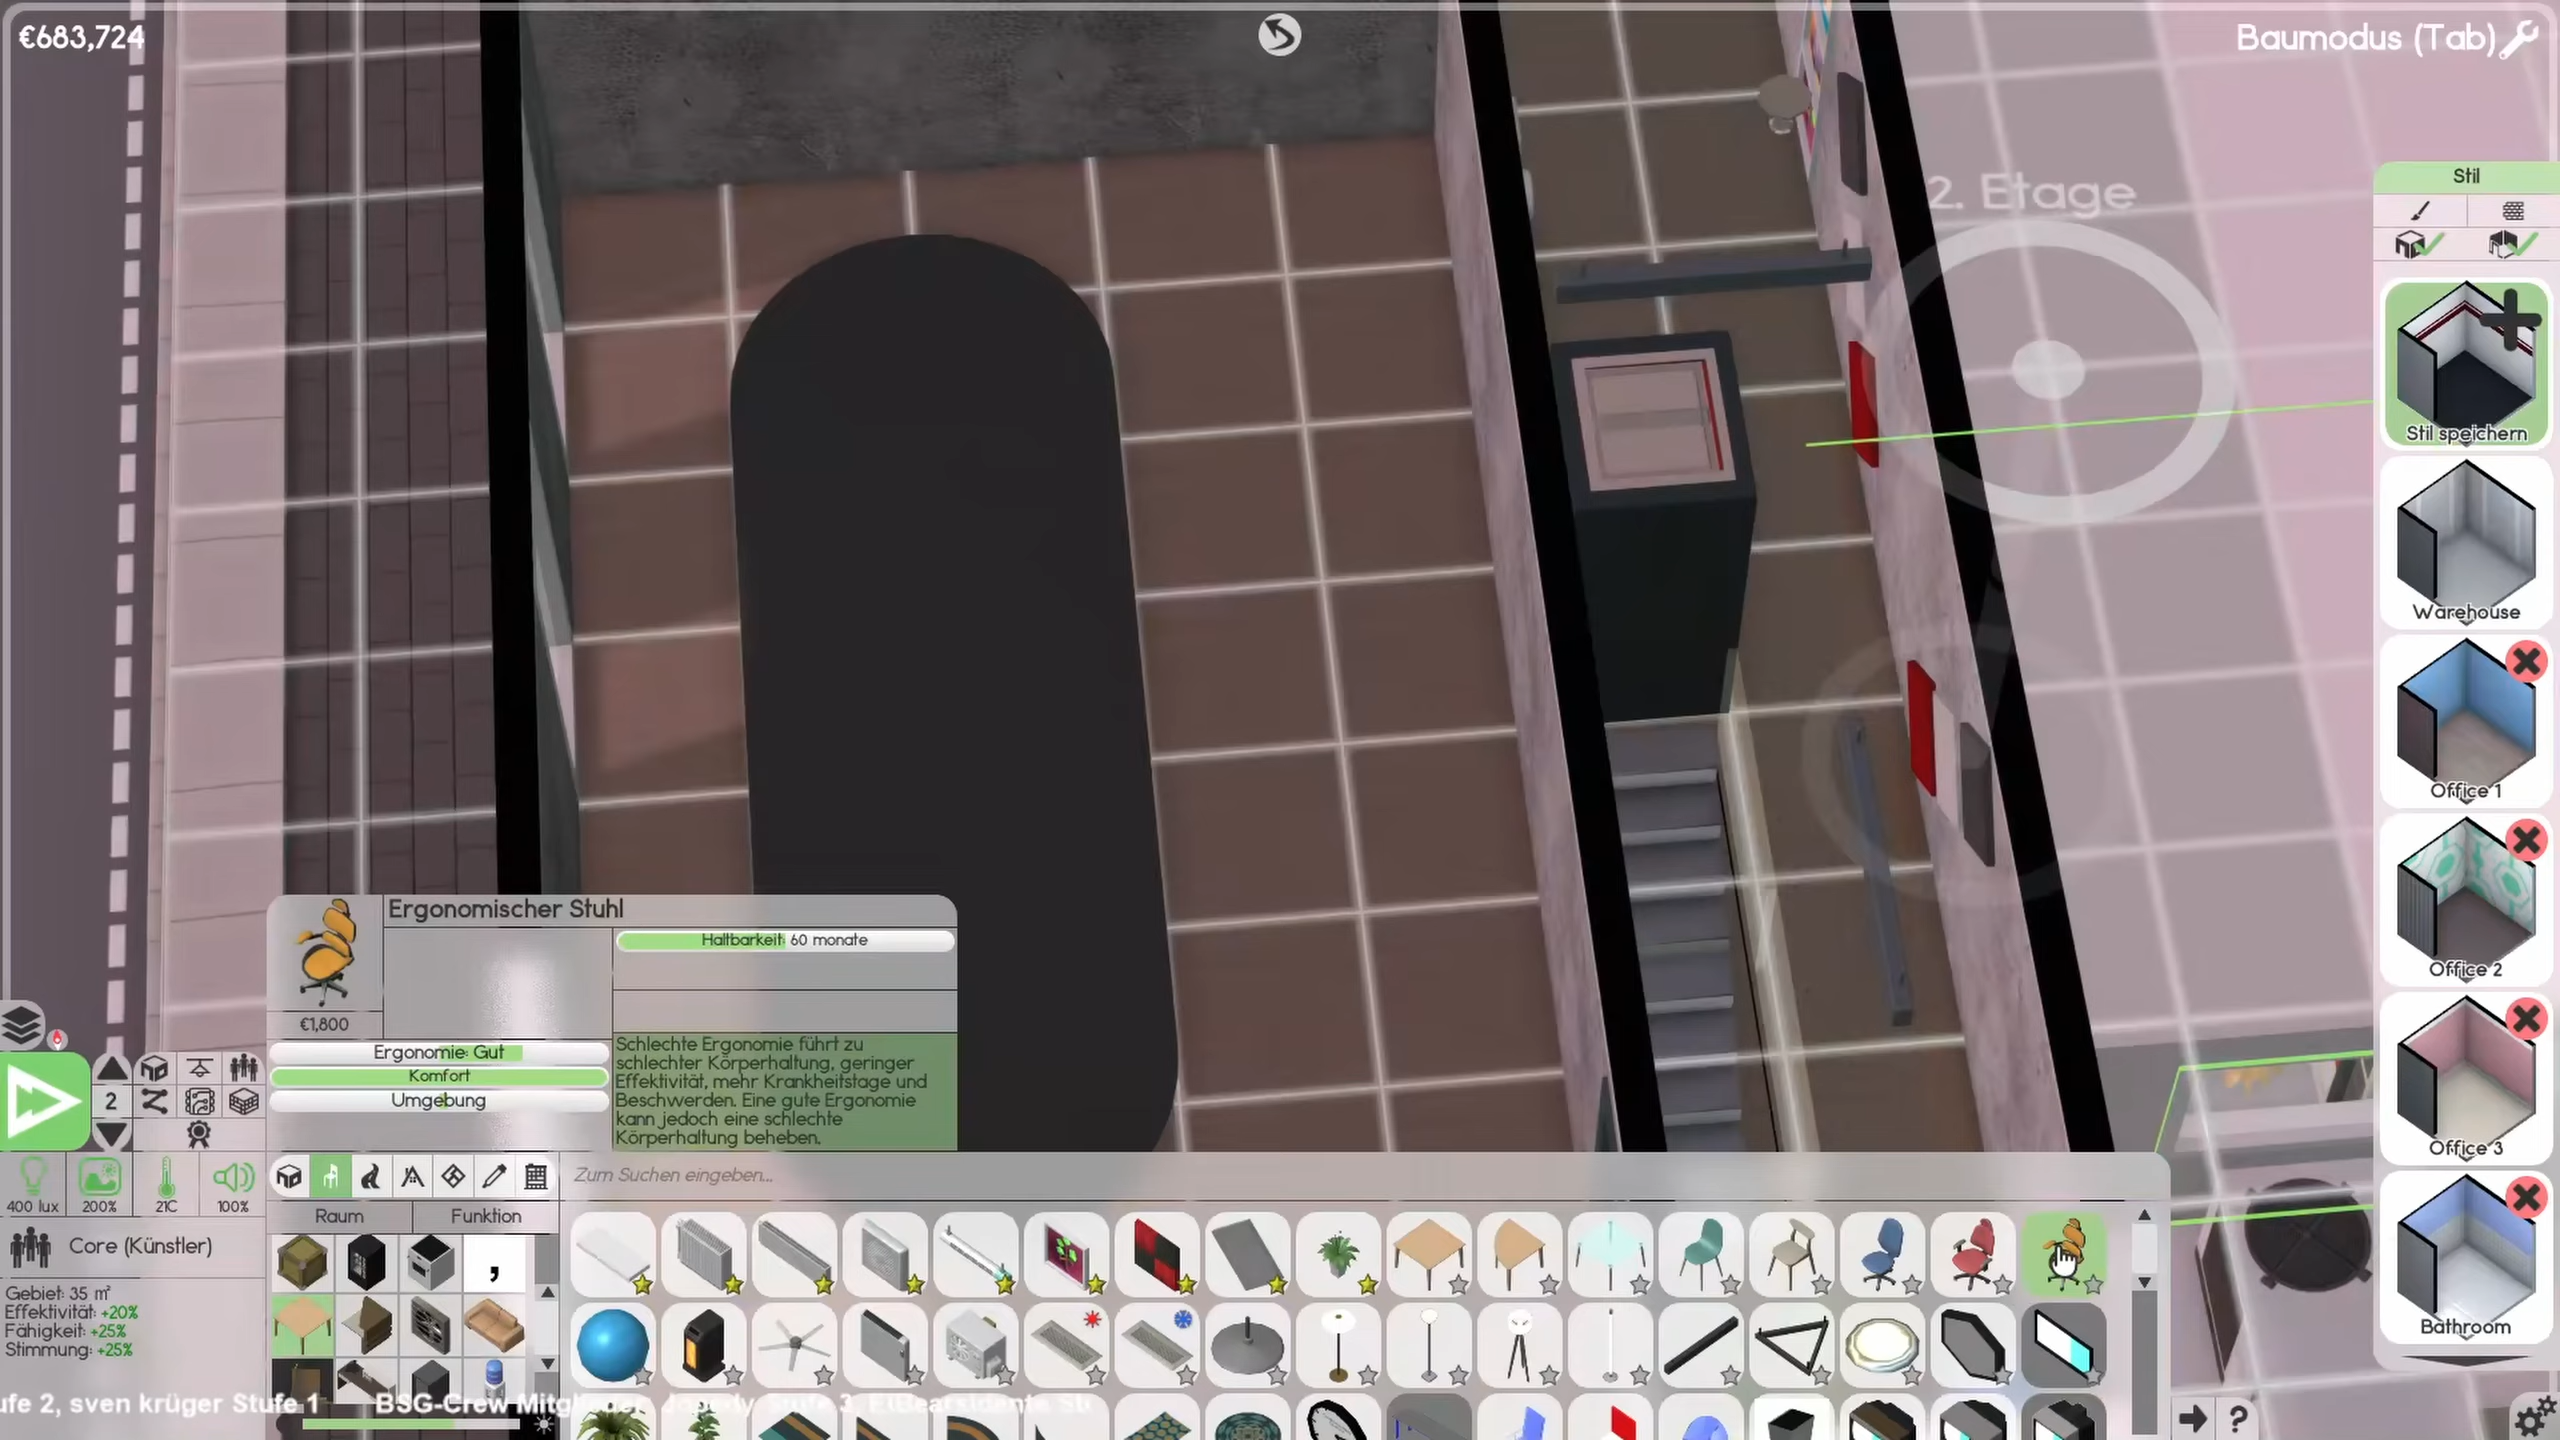 €683,724
Baumodus (Tab)
2. Etage
Stil
Stil speichern
Warehouse
Office 1
Office 2
Office 3
Bathroom
Ergonomischer Stuhl
Haltbarkeit: 60 monate
€1,800
Ergonomie: Gut
Komfort
Umgebung
Schlechte Ergonomie führt zu
schlechter Körperhaltung, geringer
Effektivität, mehr Krankheitstage und
Beschwerden. Eine gute Ergonomie
kann jedoch eine schlechte
Körperhaltung beheben.
2
400 lux
200%
21C
100%
Zum Suchen eingeben...
Raum
Funktion
Core (Künstler)
Gebiet: 35 m²
Effektivität: +20%
Fähigkeit: +25%
Stimmung: +25%
ufe 2, sven krüger Stufe 1 BSG-Crew Mitglieder: Stufe 3,
?